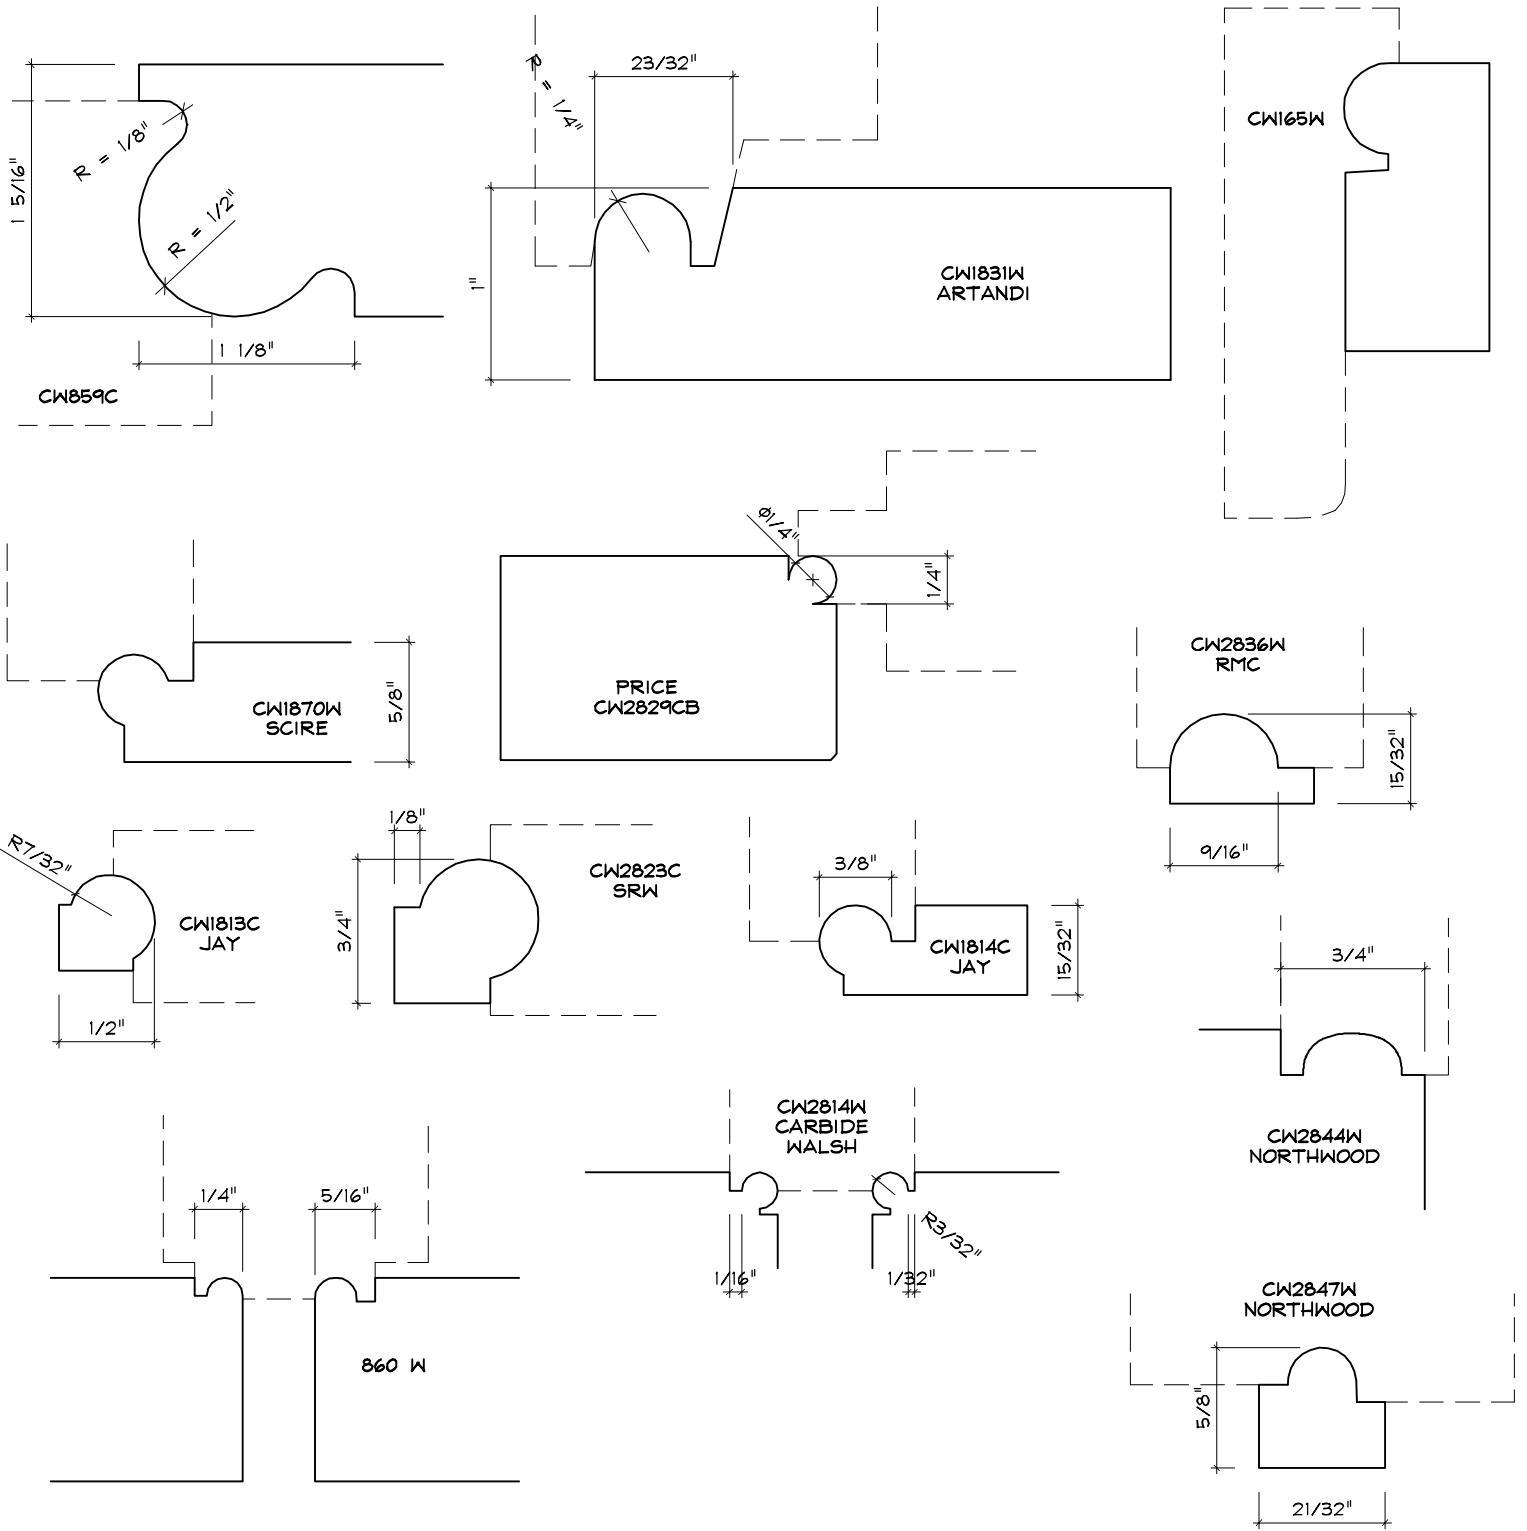 1 5/16"
R = 1/8"
R = 1/2"
1 1/8"
CW859C
R = 1/4"
23/32"
1"
CW1831W
ARTANDI
CW165W
CW1870W
SCIRE
5/8"
ø1/4"
1/4"
PRICE
CW2829CB
CW2836W
RMC
15/32"
9/16"
R7/32"
CW1813C
JAY
1/2"
1/8"
3/4"
CW2823C
SRW
3/8"
CW1814C
JAY
15/32"
3/4"
CW2844W
NORTHWOOD
1/4"
5/16"
860 W
CW2814W
CARBIDE
WALSH
1/16"
1/32"
R3/32"
CW2847W
NORTHWOOD
5/8"
21/32"